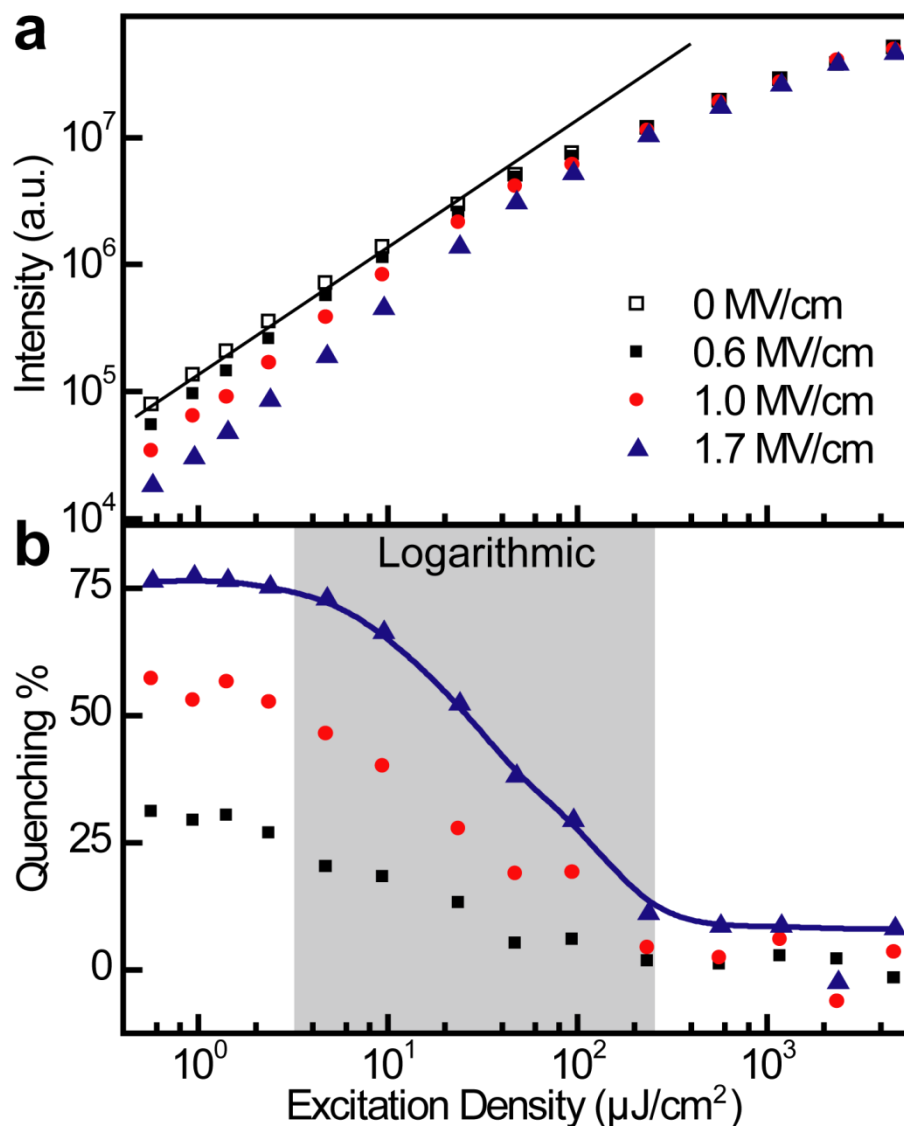 a
10⁷
10⁶
10⁵
10⁴
Intensity (a.u.)
0 MV/cm
0.6 MV/cm
1.0 MV/cm
1.7 MV/cm
b
Logarithmic
75
50
25
0
Quenching %
10⁰ 10¹ 10² 10³
Excitation Density (µJ/cm²)